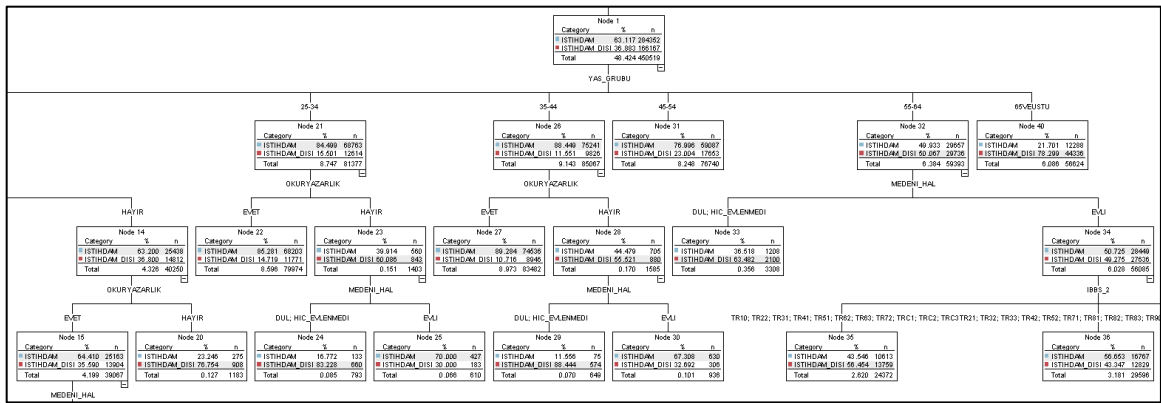 Node 1
Category % n
ISTIHDAM 63.117 284352
ISTIHDAM_DISI 36.883 166167
Total 48.424 450519
YAS_GRUBU
25-34 35-44 45-54 55-64 65VEUSTU
Node 21
Category % n
ISTIHDAM 84.499 68763
ISTIHDAM_DISI 15.501 12614
Total 8.747 81377
OKURYAZARLIK
Node 26
Category % n
ISTIHDAM 88.449 75241
ISTIHDAM_DISI 11.551 9826
Total 9.143 85067
OKURYAZARLIK
Node 31
Category % n
ISTIHDAM 76.996 59087
ISTIHDAM_DISI 23.004 17653
Total 8.248 76740
Node 32
Category % n
ISTIHDAM 49.933 29657
ISTIHDAM_DISI 50.067 29736
Total 6.384 59393
MEDENI_HAL
Node 40
Category % n
ISTIHDAM 21.701 12288
ISTIHDAM_DISI 78.299 44336
Total 6.086 56624
HAYIR EVET HAYIR EVET HAYIR DUL; HIC_EVLENMEDI EVLI
Node 14
Category % n
ISTIHDAM 63.200 25438
ISTIHDAM_DISI 36.800 14812
Total 4.326 40250
OKURYAZARLIK
Node 22
Category % n
ISTIHDAM 85.281 68203
ISTIHDAM_DISI 14.719 11771
Total 8.596 79974
Node 23
Category % n
ISTIHDAM 39.914 560
ISTIHDAM_DISI 60.086 843
Total 0.151 1403
MEDENI_HAL
Node 27
Category % n
ISTIHDAM 89.284 74536
ISTIHDAM_DISI 10.716 8946
Total 8.973 83482
Node 28
Category % n
ISTIHDAM 44.479 705
ISTIHDAM_DISI 55.521 880
Total 0.170 1585
MEDENI_HAL
Node 33
Category % n
ISTIHDAM 36.518 1208
ISTIHDAM_DISI 63.482 2100
Total 0.356 3308
Node 34
Category % n
ISTIHDAM 50.725 28449
ISTIHDAM_DISI 49.275 27636
Total 6.028 56085
IBBS_2
EVET HAYIR DUL; HIC_EVLENMEDI EVLI DUL; HIC_EVLENMEDI EVLI TR10; TR22; TR31; TR41; TR51; TR62; TR63; TR72; TRC1; TRC2; TRC3TR21; TR32; TR33; TR42; TR52; TR71; TR81; TR82; TR83;
Node 15
Category % n
ISTIHDAM 64.410 25163
ISTIHDAM_DISI 35.590 13904
Total 4.199 39067
MEDENI_HAL
Node 20
Category % n
ISTIHDAM 23.246 275
ISTIHDAM_DISI 76.754 908
Total 0.127 1183
Node 24
Category % n
ISTIHDAM 16.772 133
ISTIHDAM_DISI 83.228 660
Total 0.085 793
Node 25
Category % n
ISTIHDAM 70.000 427
ISTIHDAM_DISI 30.000 183
Total 0.066 610
Node 29
Category % n
ISTIHDAM 11.556 75
ISTIHDAM_DISI 88.444 574
Total 0.070 649
Node 30
Category % n
ISTIHDAM 67.308 630
ISTIHDAM_DISI 32.692 306
Total 0.101 936
Node 35
Category % n
ISTIHDAM 43.546 10613
ISTIHDAM_DISI 56.454 13759
Total 2.620 24372
Node 36
Category % n
ISTIHDAM 56.653 16767
ISTIHDAM_DISI 43.347 12829
Total 3.181 29596